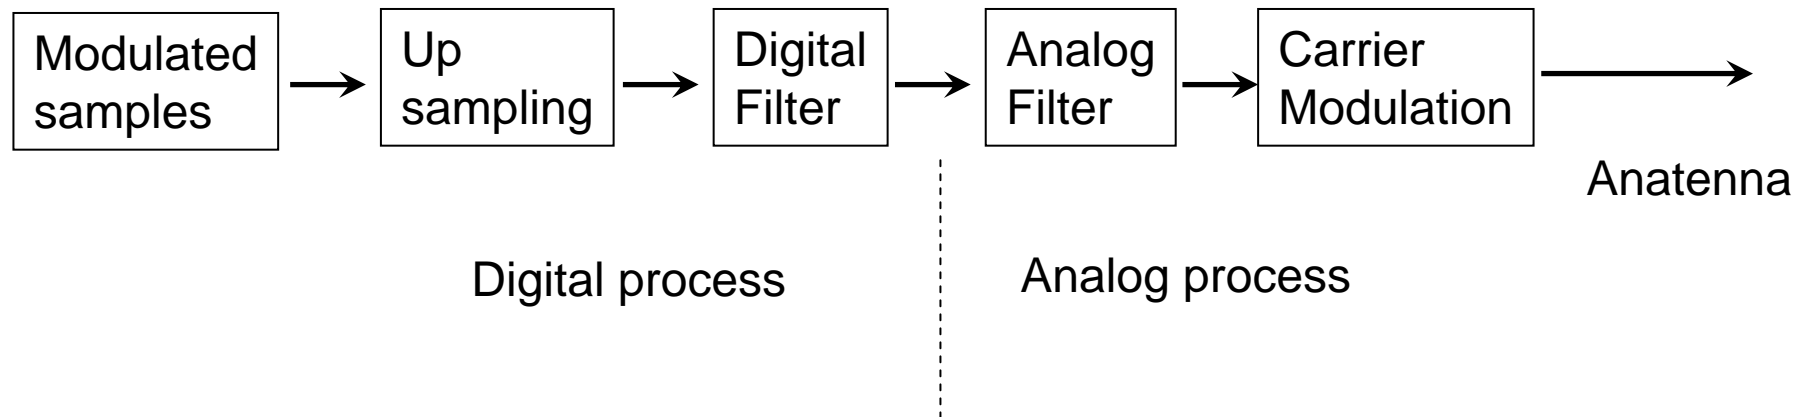 Modulated
samples
Up
sampling
Digital
Filter
Analog
Filter
Carrier
Modulation
Anatenna
Digital process
Analog process